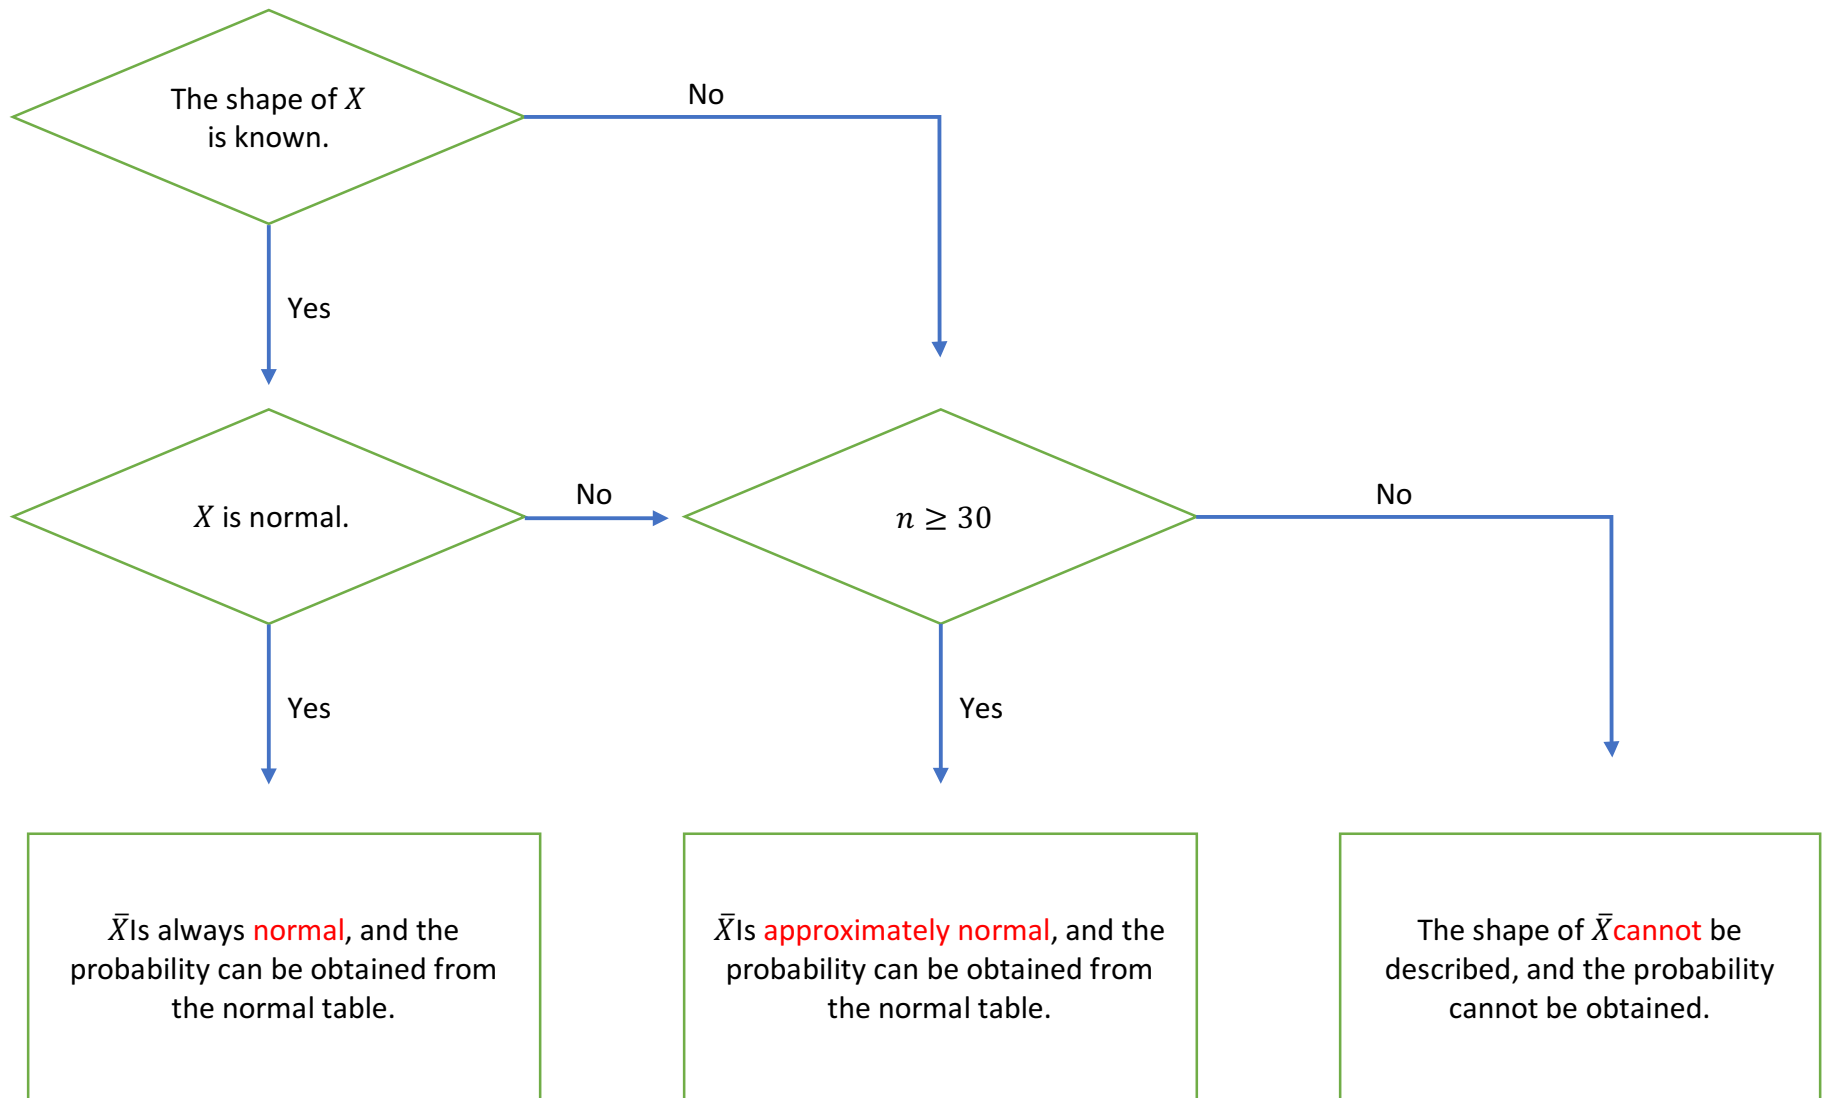 The shape of X
is known.
No
Yes
X is normal.
No
n ≥ 30
No
Yes
Yes
X̄Is always normal, and the
probability can be obtained from
the normal table.
X̄Is approximately normal, and the
probability can be obtained from
the normal table.
The shape of X̄cannot be
described, and the probability
cannot be obtained.